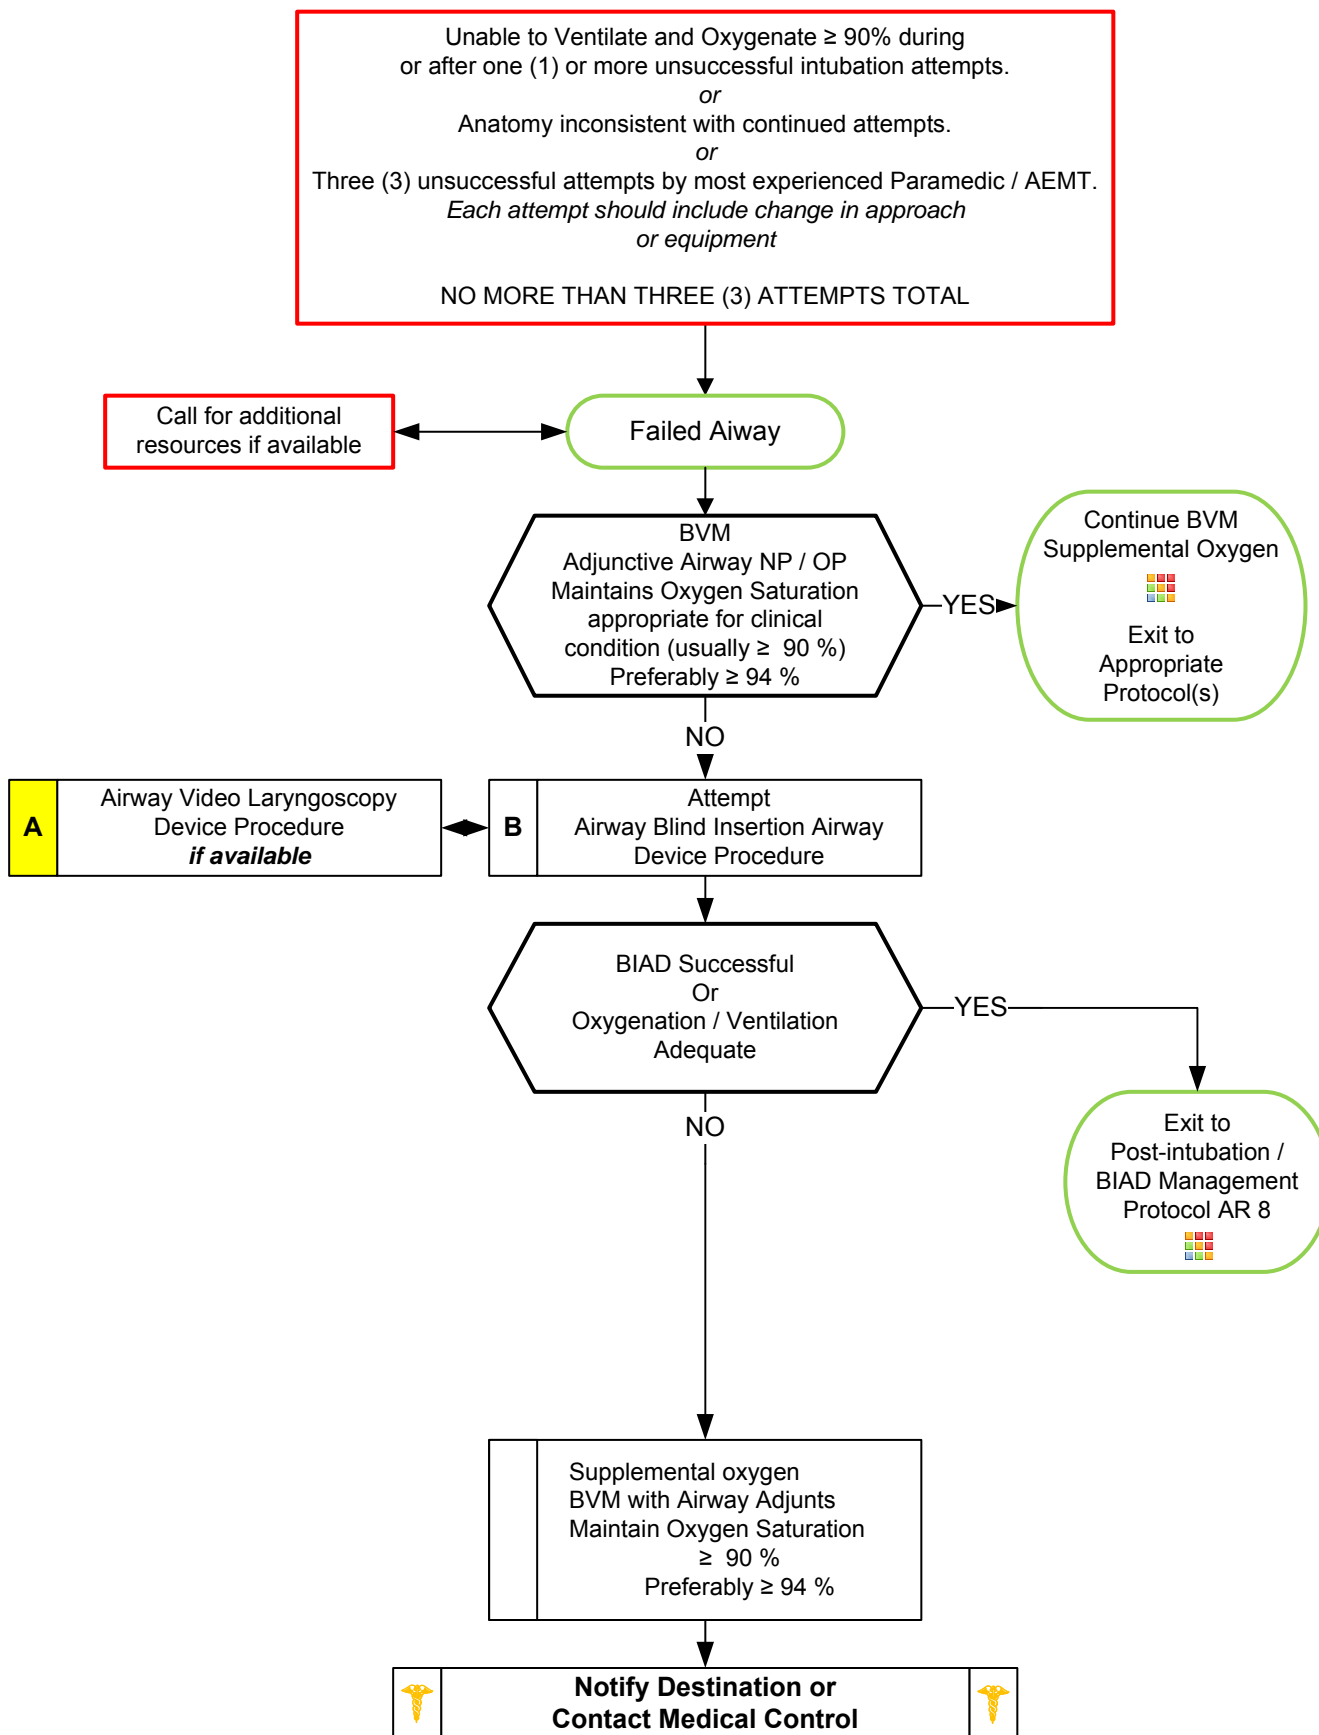 Unable to Ventilate and Oxygenate ≥ 90% during
or after one (1) or more unsuccessful intubation attempts.
or
Anatomy inconsistent with continued attempts.
or
Three (3) unsuccessful attempts by most experienced Paramedic / AEMT.
Each attempt should include change in approach
or equipment
NO MORE THAN THREE (3) ATTEMPTS TOTAL
Call for additional
resources if available
Failed Aiway
BVM
Adjunctive Airway NP / OP
Maintains Oxygen Saturation
appropriate for clinical
condition (usually ≥ 90 %)
Preferably ≥ 94 %
YES
Continue BVM
Supplemental Oxygen
Exit to
Appropriate
Protocol(s)
NO
A
Airway Video Laryngoscopy
Device Procedure
if available
B
Attempt
Airway Blind Insertion Airway
Device Procedure
BIAD Successful
Or
Oxygenation / Ventilation
Adequate
YES
NO
Exit to
Post-intubation /
BIAD Management
Protocol AR 8
Supplemental oxygen
BVM with Airway Adjunts
Maintain Oxygen Saturation
≥ 90 %
Preferably ≥ 94 %
Notify Destination or
Contact Medical Control